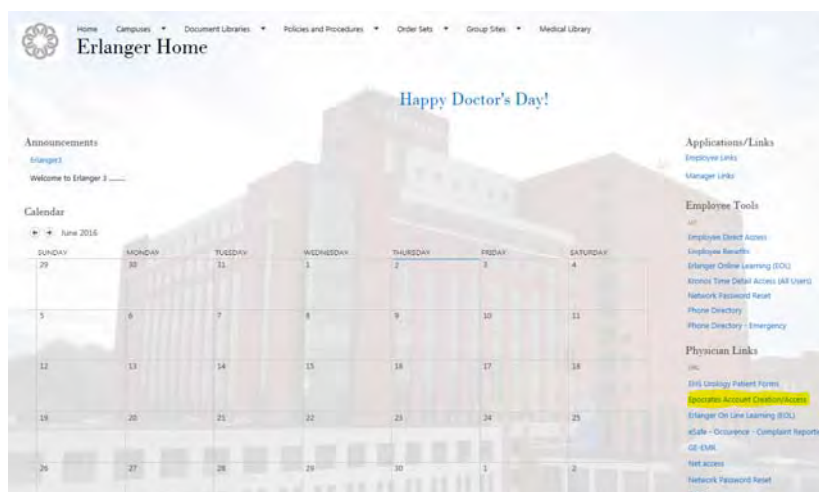 Home Campuses Document Libraries Policies and Procedures Order Sets Group Sites Medical Library
Erlanger Home
Happy Doctor's Day!
Announcements
Erlanger3
Welcome to Erlanger 3 ........
Calendar
June 2016
SUNDAY MONDAY TUESDAY WEDNESDAY THURSDAY FRIDAY SATURDAY
29 30 31 1 2 3 4
5 6 7 8 9 10 11
12 13 14 15 16 17 18
19 20 21 22 23 24 25
26 27 28 29 30 1 2
Applications/Links
Employee Links
Manager Links
Employee Tools
URL
Employee Direct Access
Employee Benefits
Erlanger Online Learning (EOL)
Kronos Time Detail Access (All Users)
Network Password Reset
Phone Directory
Phone Directory - Emergency
Physician Links
URL
EHS Urology Patient Forms
Epocrates Account Creation/Access
Erlanger On Line Learning (EOL)
eSafe - Occurence - Complaint Reporti
GE-EMR
Net access
Network Password Reset